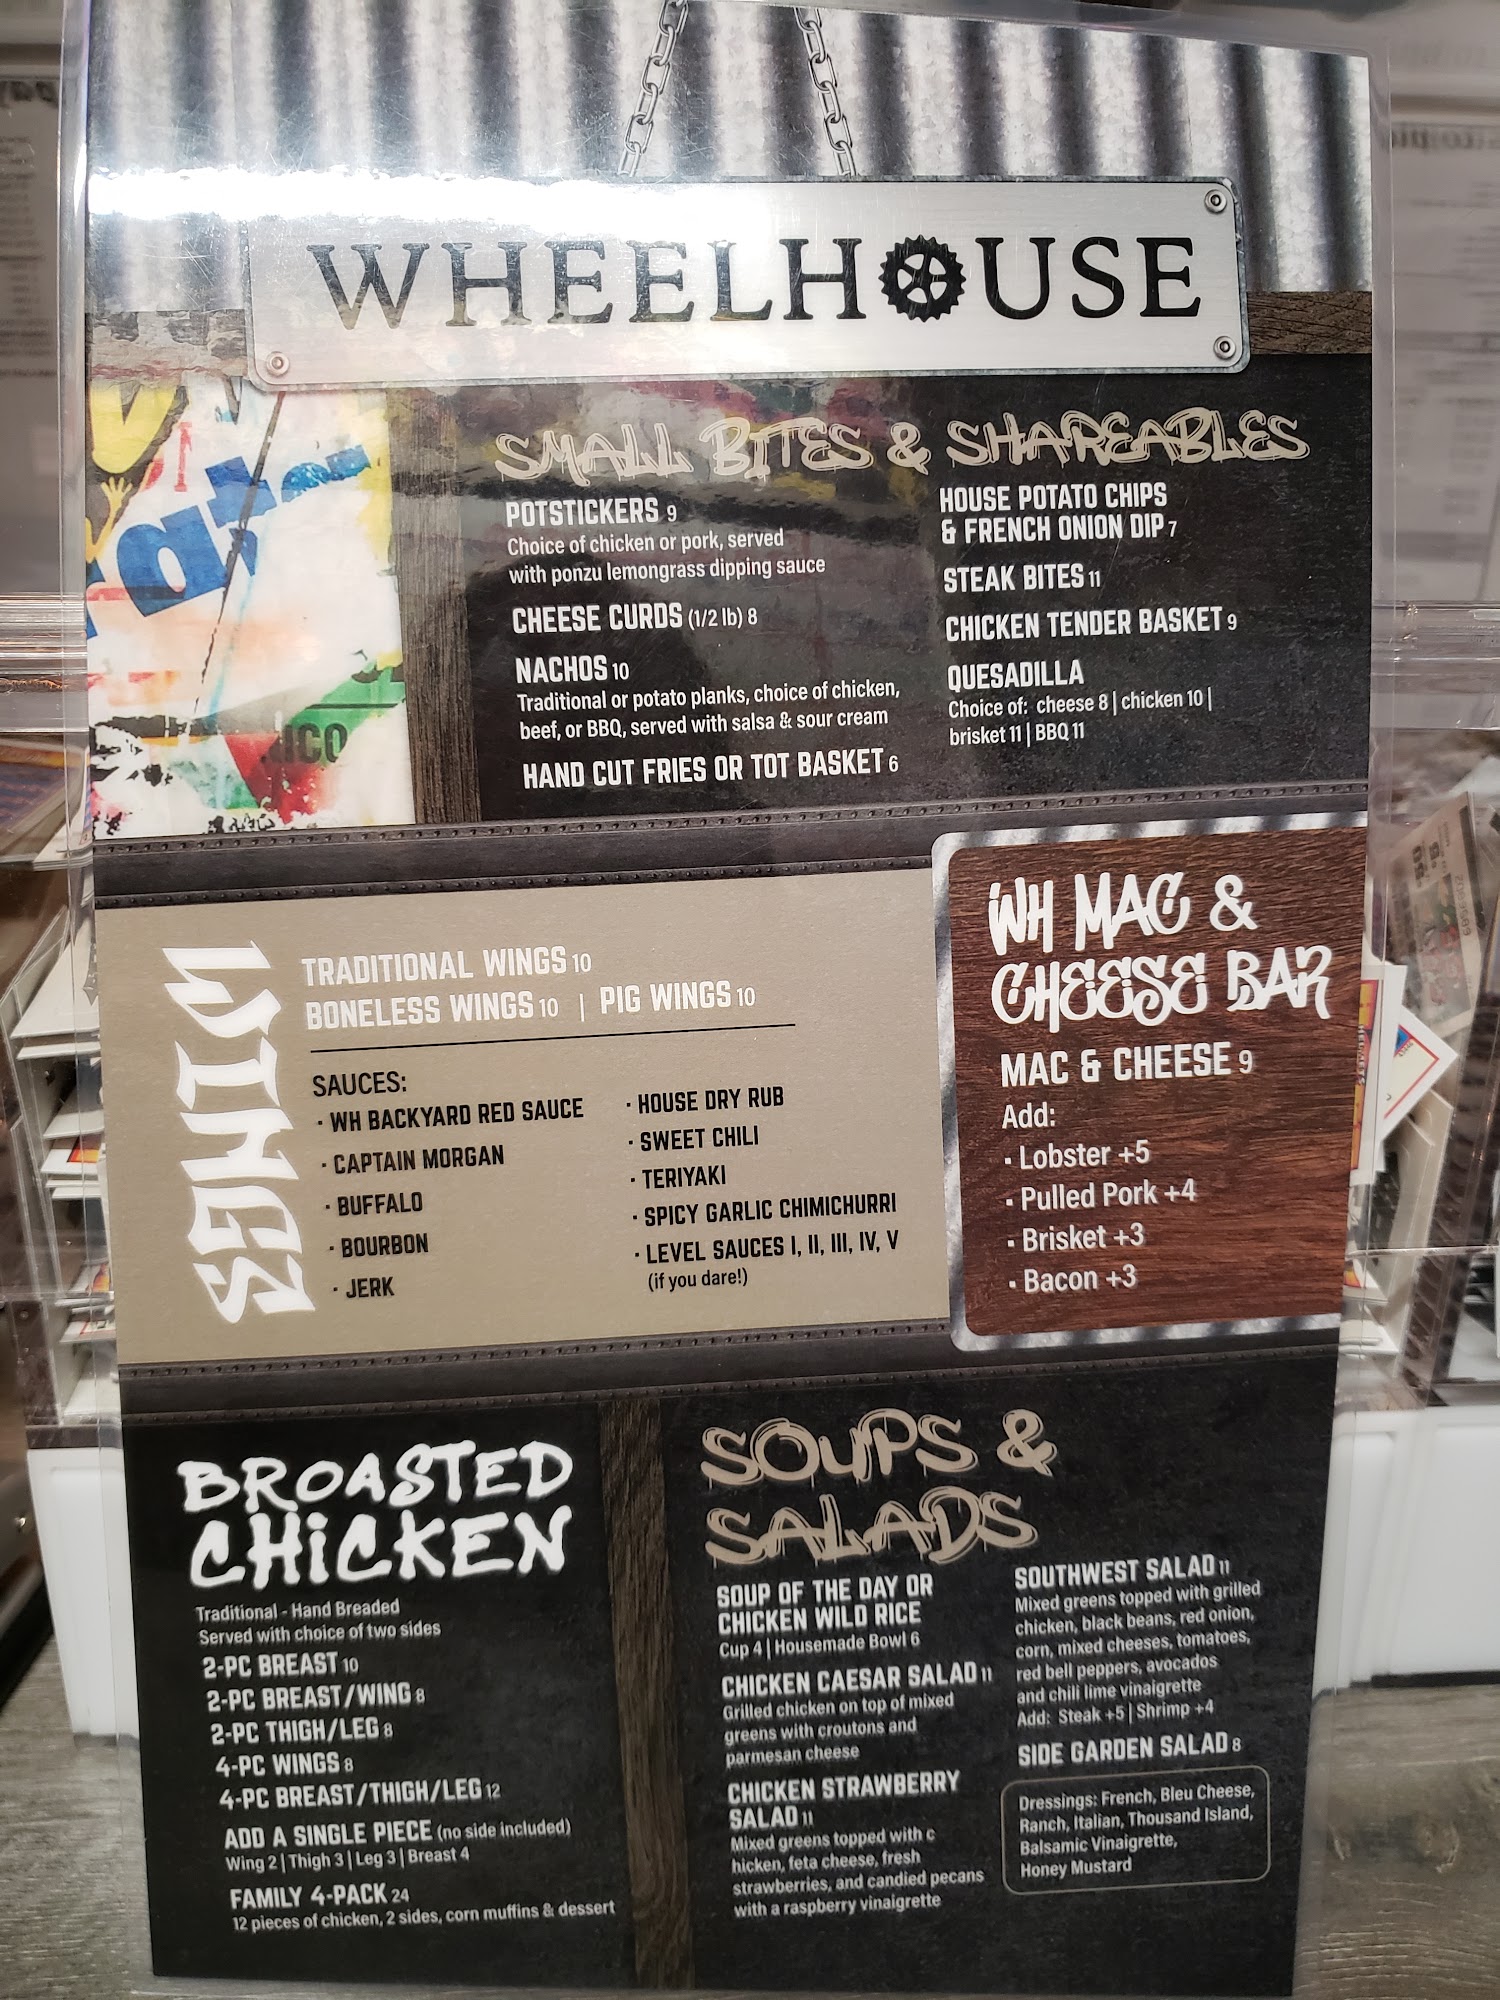 WHEELHOUSE
SMALL BITES & SHAREABLES
POTSTICKERS 9
Choice of chicken or pork, served
with ponzu lemongrass dipping sauce
CHEESE CURDS (1/2 lb) 8
NACHOS 10
Traditional or potato planks, choice of chicken,
beef, or BBQ, served with salsa & sour cream
HAND CUT FRIES OR TOT BASKET 6
HOUSE POTATO CHIPS
& FRENCH ONION DIP 7
STEAK BITES 11
CHICKEN TENDER BASKET 9
QUESADILLA
Choice of: cheese 8 | chicken 10 |
brisket 11 | BBQ 11
WINGS
TRADITIONAL WINGS 10
BONELESS WINGS 10 | PIG WINGS 10
SAUCES:
· WH BACKYARD RED SAUCE
· CAPTAIN MORGAN
· BUFFALO
· BOURBON
· JERK
· HOUSE DRY RUB
· SWEET CHILI
· TERIYAKI
· SPICY GARLIC CHIMICHURRI
· LEVEL SAUCES I, II, III, IV, V
(if you dare!)
WH MAC &
CHEESE BAR
MAC & CHEESE 9
Add:
· Lobster +5
· Pulled Pork +4
· Brisket +3
· Bacon +3
BROASTED
CHICKEN
Traditional - Hand Breaded
Served with choice of two sides
2-PC BREAST 10
2-PC BREAST/WING 8
2-PC THIGH/LEG 8
4-PC WINGS 8
4-PC BREAST/THIGH/LEG 12
ADD A SINGLE PIECE (no side included)
Wing 2 | Thigh 3 | Leg 3 | Breast 4
FAMILY 4-PACK 24
12 pieces of chicken, 2 sides, corn muffins & dessert
SOUPS &
SALADS
SOUP OF THE DAY OR
CHICKEN WILD RICE
Cup 4 | Housemade Bowl 6
CHICKEN CAESAR SALAD 11
Grilled chicken on top of mixed
greens with croutons and
parmesan cheese
CHICKEN STRAWBERRY
SALAD 11
Mixed greens topped with c
hicken, feta cheese, fresh
strawberries, and candied pecans
with a raspberry vinaigrette
SOUTHWEST SALAD 11
Mixed greens topped with grilled
chicken, black beans, red onion,
corn, mixed cheeses, tomatoes,
red bell peppers, avocados
and chili lime vinaigrette
Add: Steak +5 | Shrimp +4
SIDE GARDEN SALAD 8
Dressings: French, Bleu Cheese,
Ranch, Italian, Thousand Island,
Balsamic Vinaigrette,
Honey Mustard